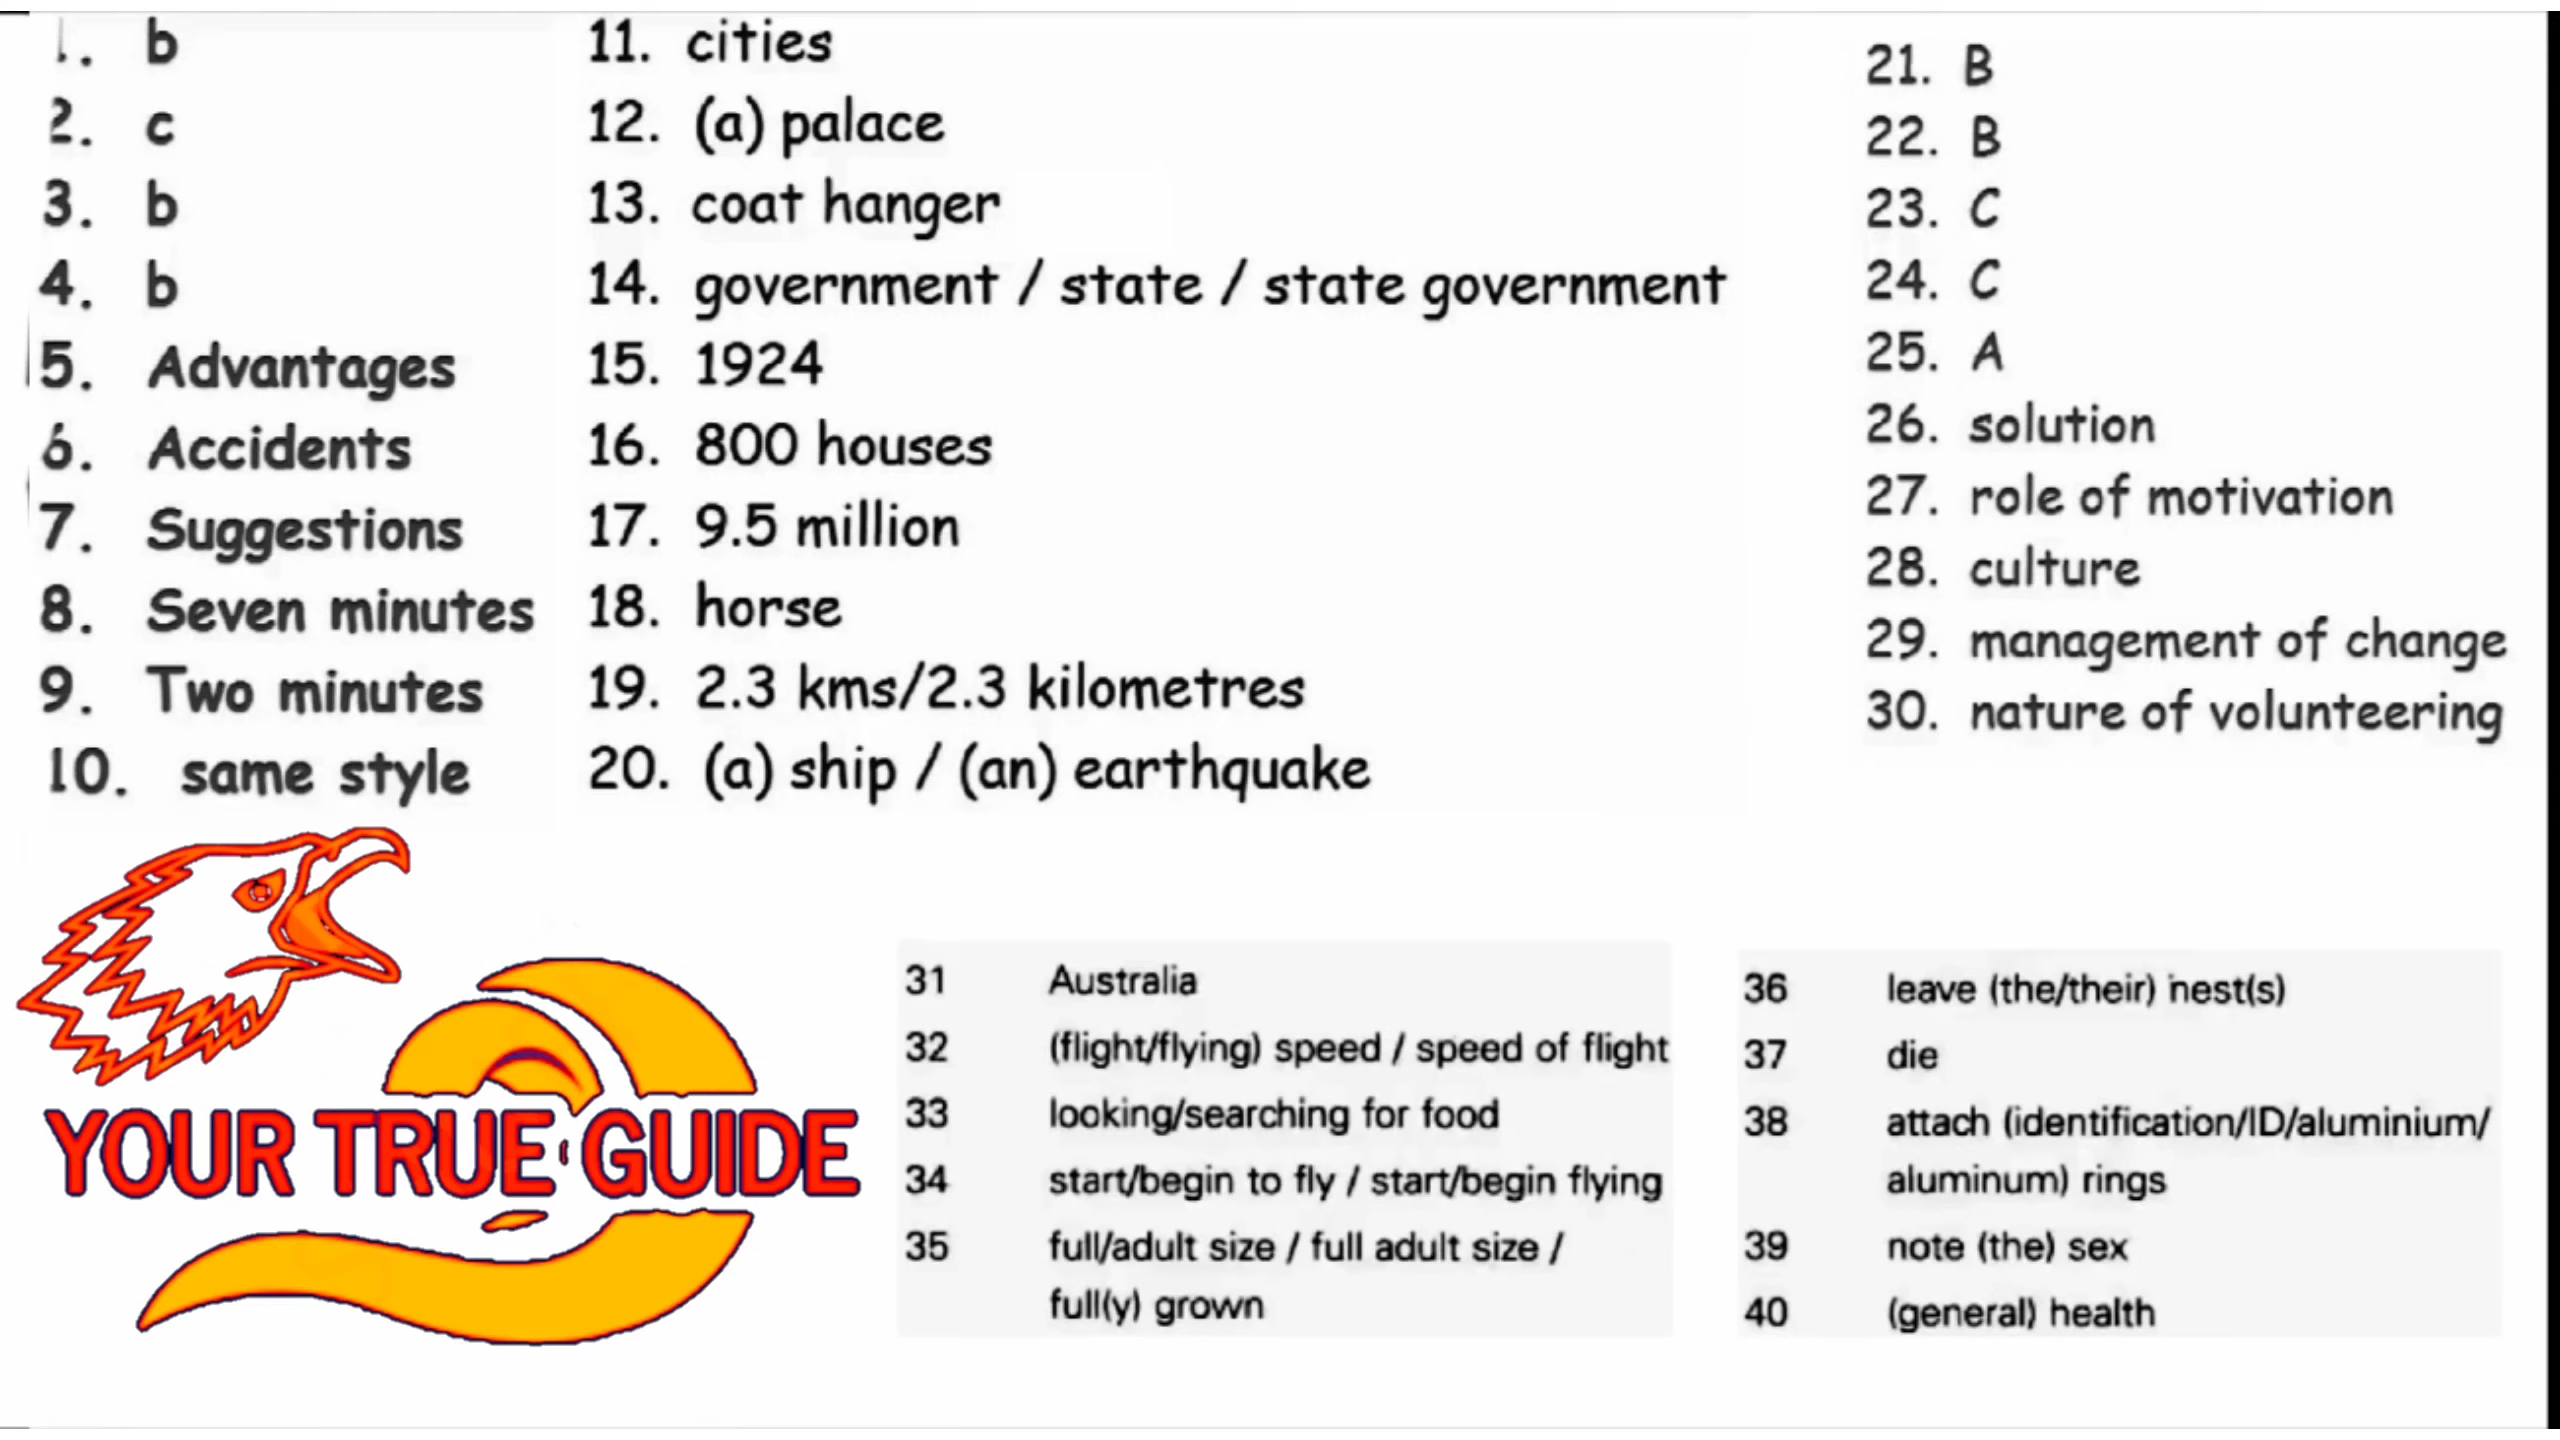 1. b
2. c
3. b
4. b
5. Advantages
6. Accidents
7. Suggestions
8. Seven minutes
9. Two minutes
10. same style
11. cities
12. (a) palace
13. coat hanger
14. government / state / state government
15. 1924
16. 800 houses
17. 9.5 million
18. horse
19. 2.3 kms/2.3 kilometres
20. (a) ship / (an) earthquake
21. B
22. B
23. C
24. C
25. A
26. solution
27. role of motivation
28. culture
29. management of change
30. nature of volunteering
YOUR TRUE GUIDE
31 Australia
32 (flight/flying) speed / speed of flight
33 looking/searching for food
34 start/begin to fly / start/begin flying
35 full/adult size / full adult size /
full(y) grown
36 leave (the/their) nest(s)
37 die
38 attach (identification/ID/aluminium/
aluminum) rings
39 note (the) sex
40 (general) health